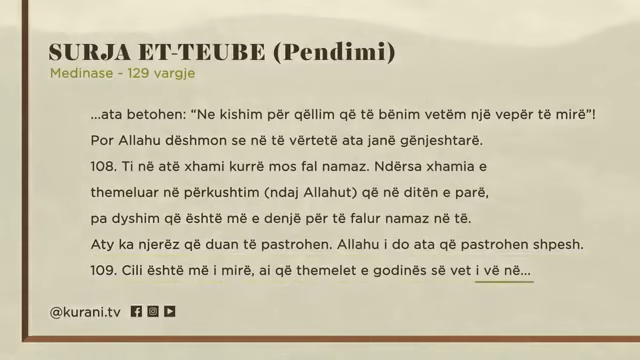 SURJA ET-TEUBE (Pendimi)
Medinase - 129 vargje
...ata betohen: “Ne kishim për qëllim që të bënim vetëm një vepër të mirë”!
Por Allahu dëshmon se në të vërtetë ata janë gënjeshtarë.
108. Ti në atë xhami kurrë mos fal namaz. Ndërsa xhamia e
themeluar në përkushtim (ndaj Allahut) që në ditën e parë,
pa dyshim që është më e denjë për të falur namaz në të.
Aty ka njerëz që duan të pastrohen. Allahu i do ata që pastrohen shpesh.
109. Cili është më i mirë, ai që themelet e godinës së vet i vë në...
@kurani.tv